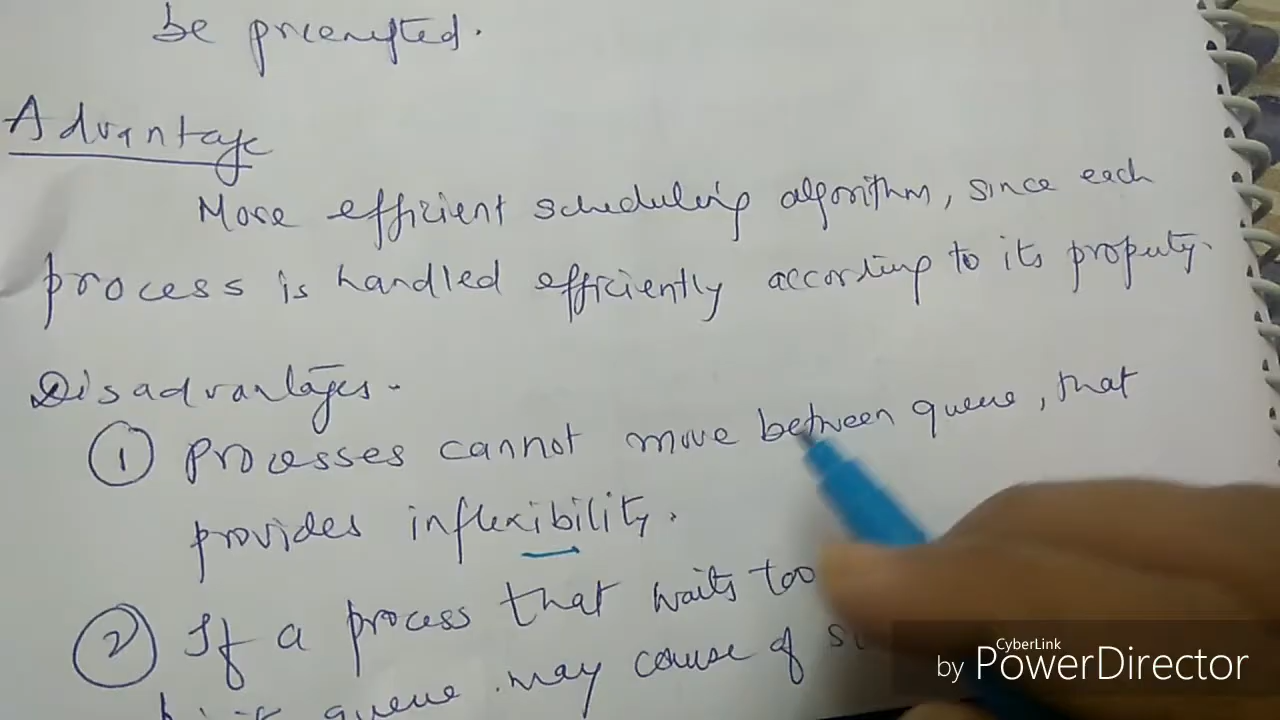 be preempted.
Advantage
More efficient scheduling algorithm, since each
process is handled efficiently according to its property.
Disadvantages-
① Processes cannot move between queue, that
provides inflexibility.
② If a process that waits too
queue. may cause of
CyberLink
by PowerDirector